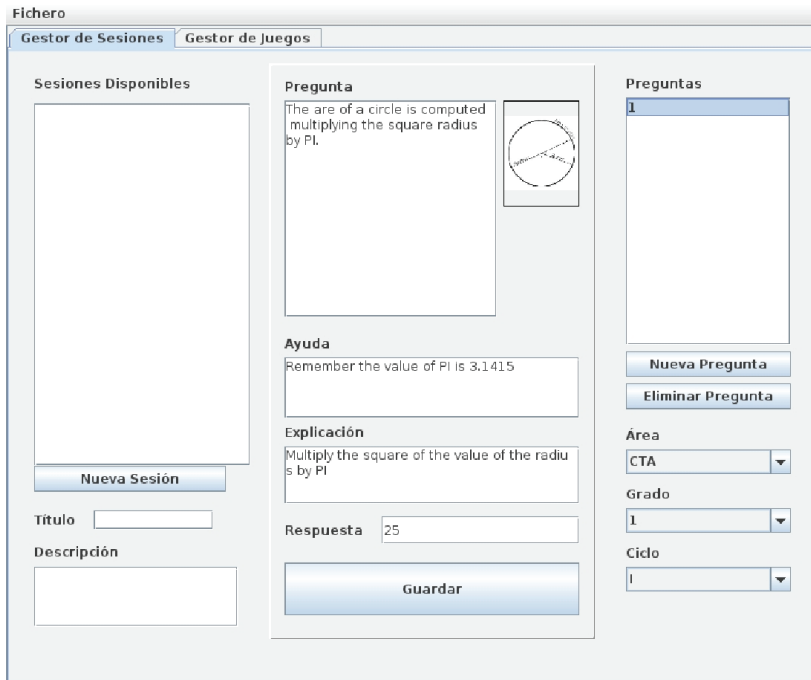 Fichero
Gestor de Sesiones
Gestor de Juegos
Sesiones Disponibles
Nueva Sesión
Título
Descripción
Pregunta
The are of a circle is computed
multiplying the square radius
by PI.
Ayuda
Remember the value of PI is 3.1415
Explicación
Multiply the square of the value of the radiu
s by PI
Respuesta
25
Guardar
Preguntas
1
Nueva Pregunta
Eliminar Pregunta
Área
CTA
Grado
1
Ciclo
I